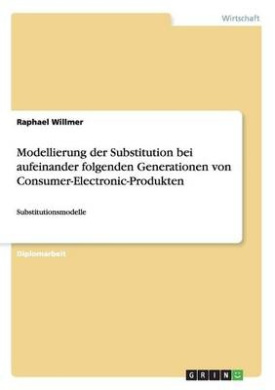 Wirtschaft
Raphael Willmer
Modellierung der Substitution bei
aufeinander folgenden Generationen von
Consumer-Electronic-Produkten
Substitutionsmodelle
Diplomarbeit
GRIN